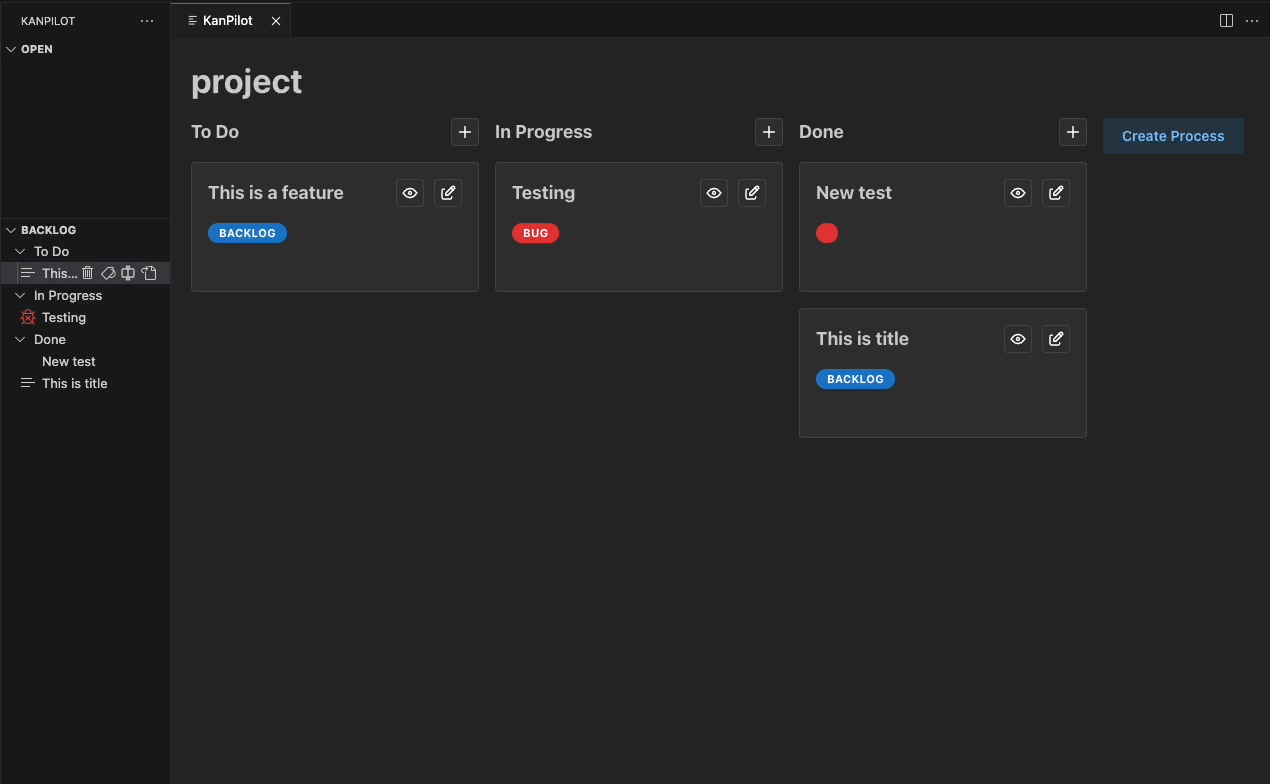 KANPILOT
OPEN
BACKLOG
To Do
This...
In Progress
Testing
Done
New test
This is title
KanPilot
project
To Do
This is a feature
BACKLOG
In Progress
Testing
BUG
Done
New test
This is title
BACKLOG
Create Process